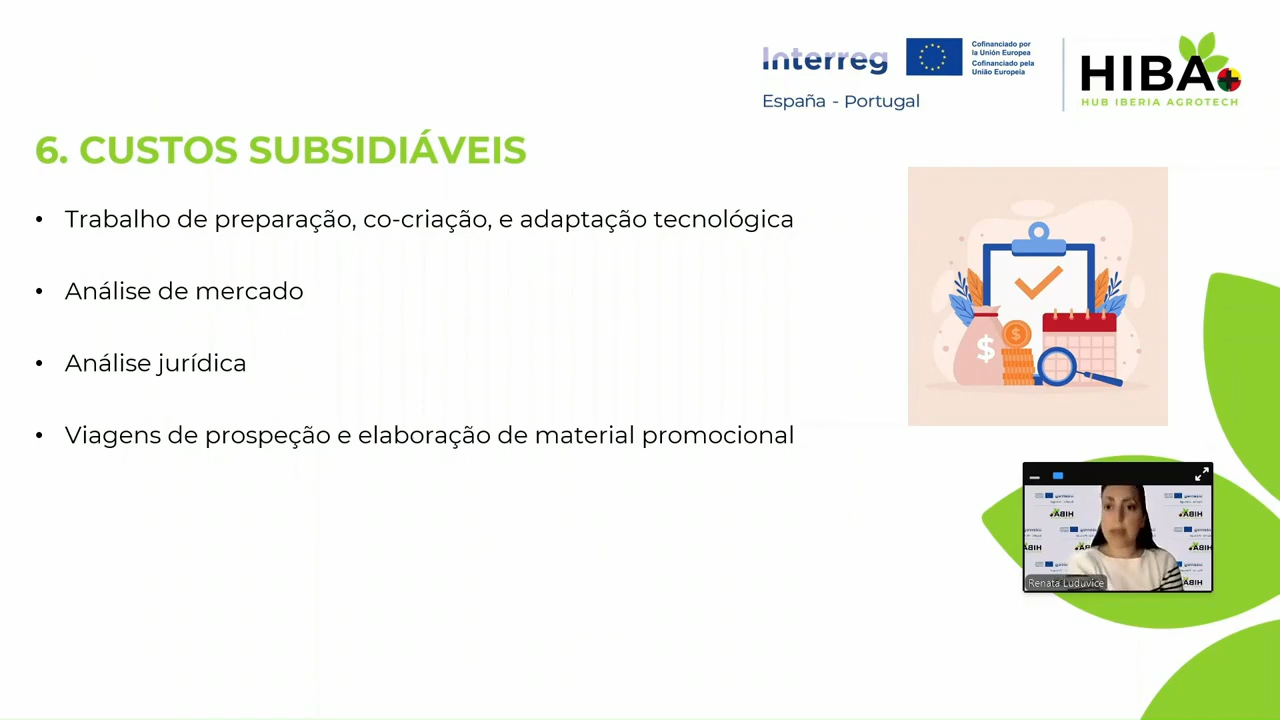 Interreg
Cofinanciado por
la Unión Europea
Cofinanciado pela
União Europeia
España - Portugal
HIBA
HUB IBERIA AGROTECH
6. CUSTOS SUBSIDIÁVEIS
• Trabalho de preparação, co-criação, e adaptação tecnológica
• Análise de mercado
• Análise jurídica
• Viagens de prospeção e elaboração de material promocional
$
$
Renata Luduvice